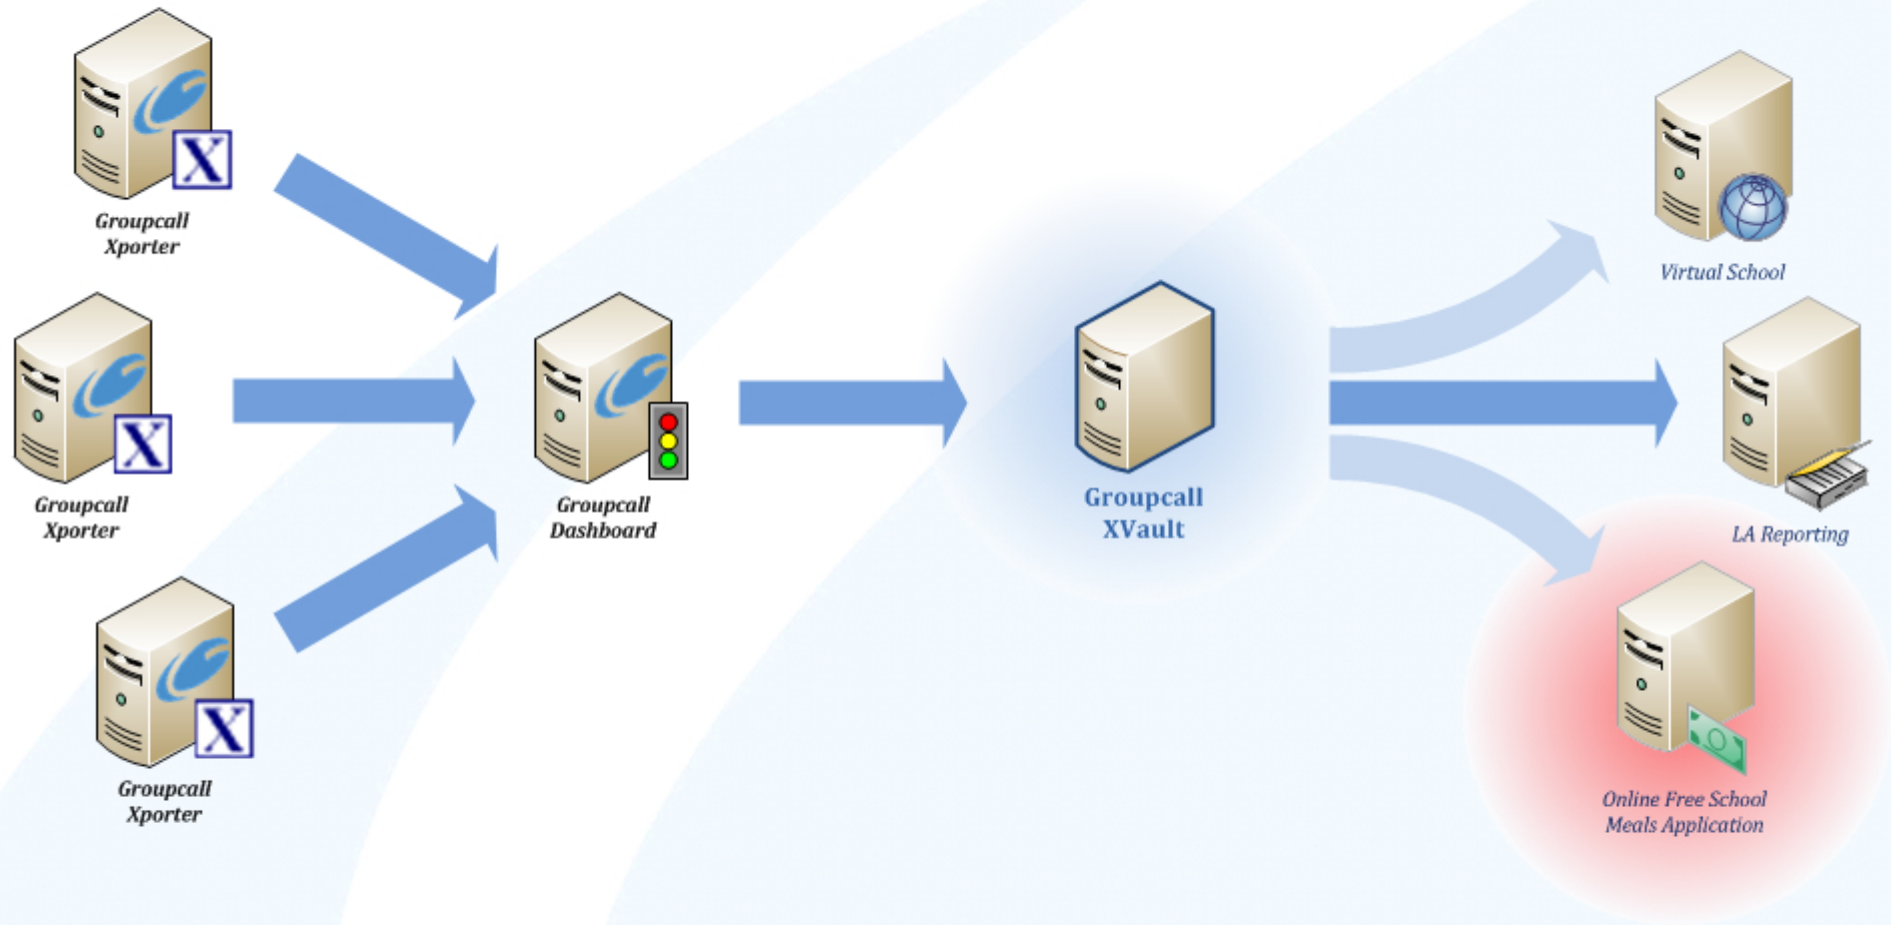 X
Groupcall
Xporter
X
Groupcall
Xporter
X
Groupcall
Xporter
Groupcall
Dashboard
Groupcall
XVault
Virtual School
LA Reporting
Online Free School
Meals Application